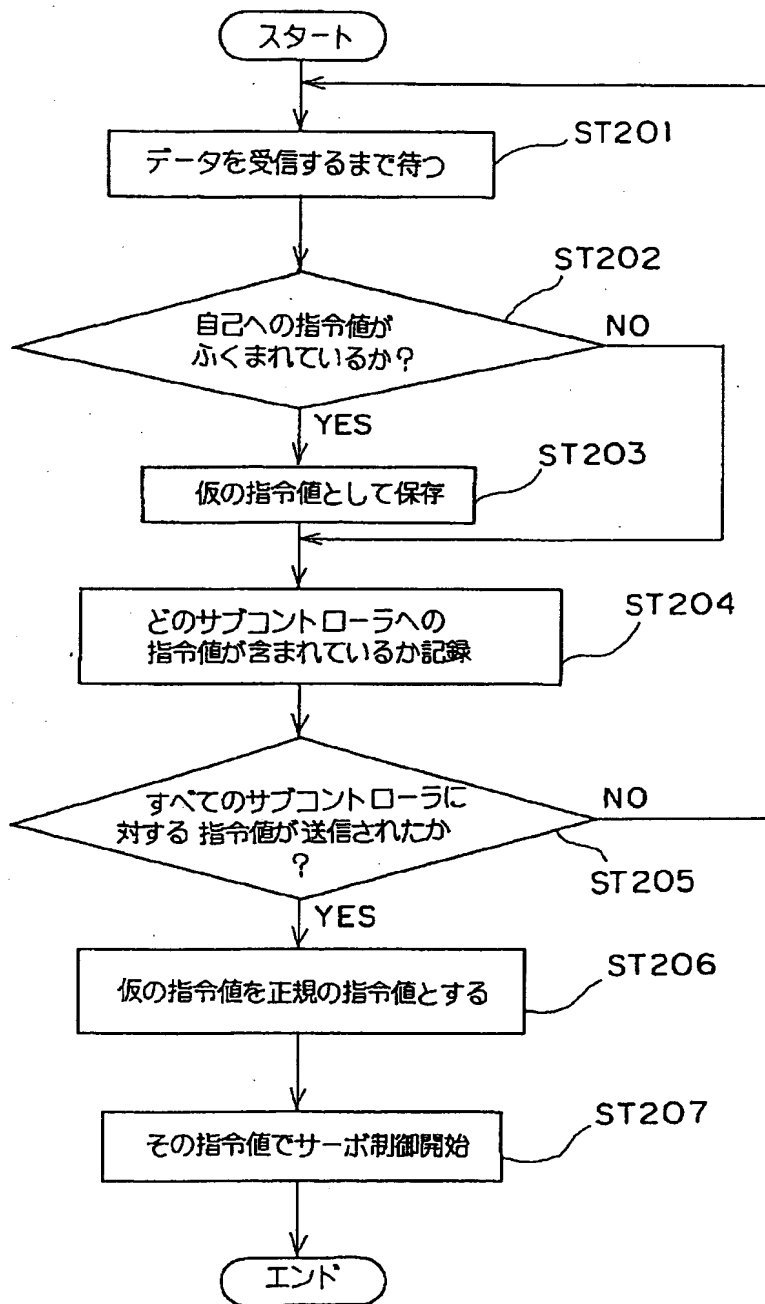 スタート
データを受信するまで待つ
ST201
自己への指令値が
ふくまれているか?
ST202
NO
YES
仮の指令値として保存
ST203
どのサブコントローラへの
指令値が含まれているか記録
ST204
すべてのサブコントローラに
対する 指令値が送信されたか
?
NO
ST205
YES
仮の指令値を正規の指令値とする
ST206
その指令値でサーボ制御開始
ST207
エンド